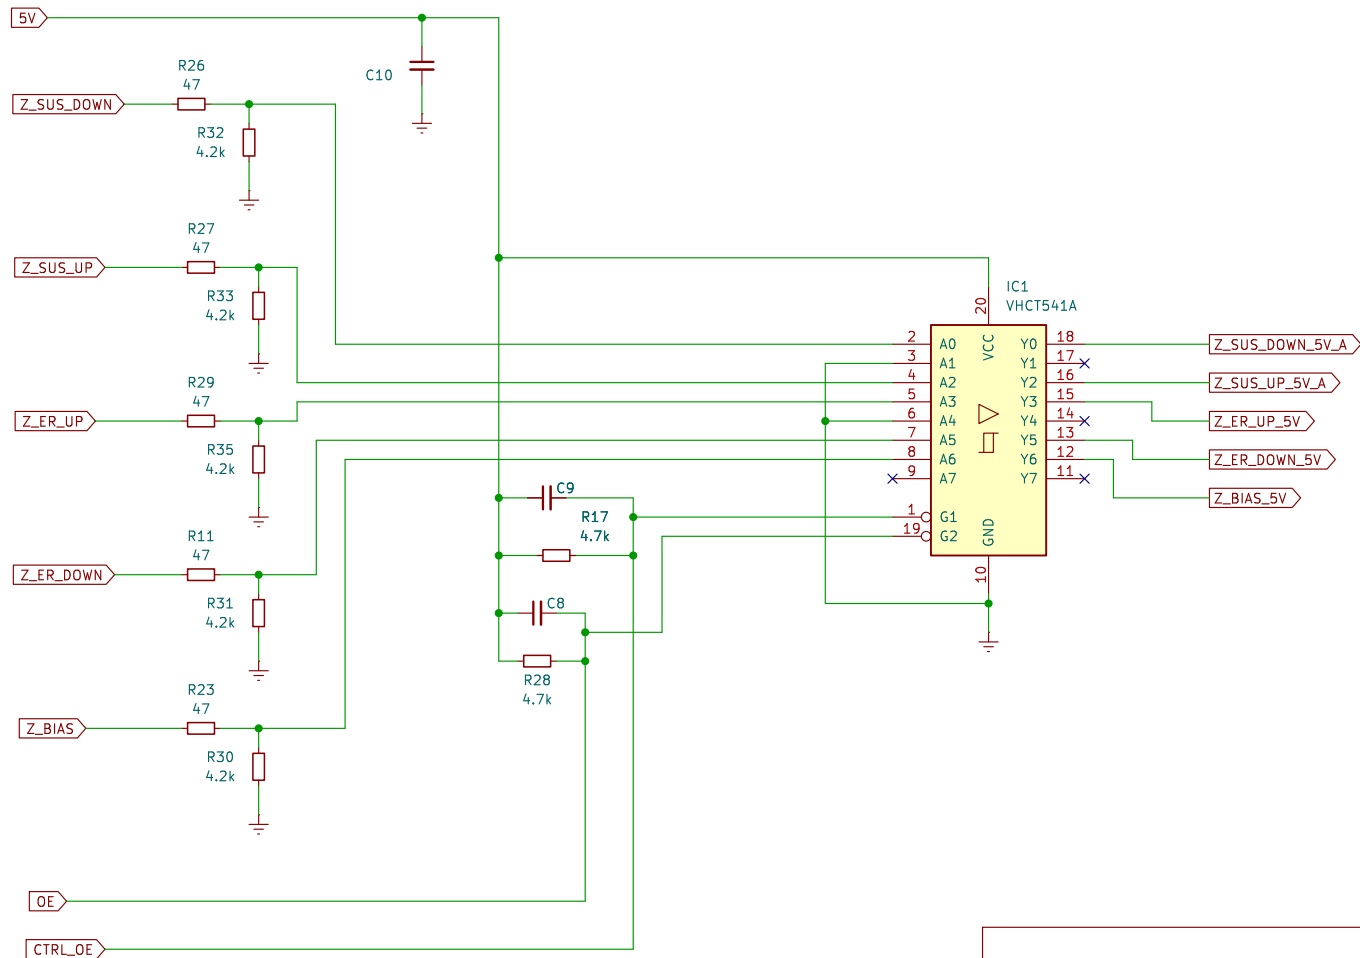 5V
C10
R26
47
Z_SUS_DOWN
R32
4.2k
R27
47
Z_SUS_UP
R33
4.2k
R29
47
Z_ER_UP
R35
4.2k
R11
47
Z_ER_DOWN
R31
4.2k
R23
47
Z_BIAS
R30
4.2k
OE
CTRL_OE
C9
R17
4.7k
C8
R28
4.7k
IC1
VHCT541A
20
VCC
2 A0 Y0 18
3 A1 Y1 17
4 A2 Y2 16
5 A3 Y3 15
6 A4 Y4 14
7 A5 Y5 13
8 A6 Y6 12
9 A7 Y7 11
1 G1
19 G2
GND
10
Z_SUS_DOWN_5V_A
Z_SUS_UP_5V_A
Z_ER_UP_5V
Z_ER_DOWN_5V
Z_BIAS_5V